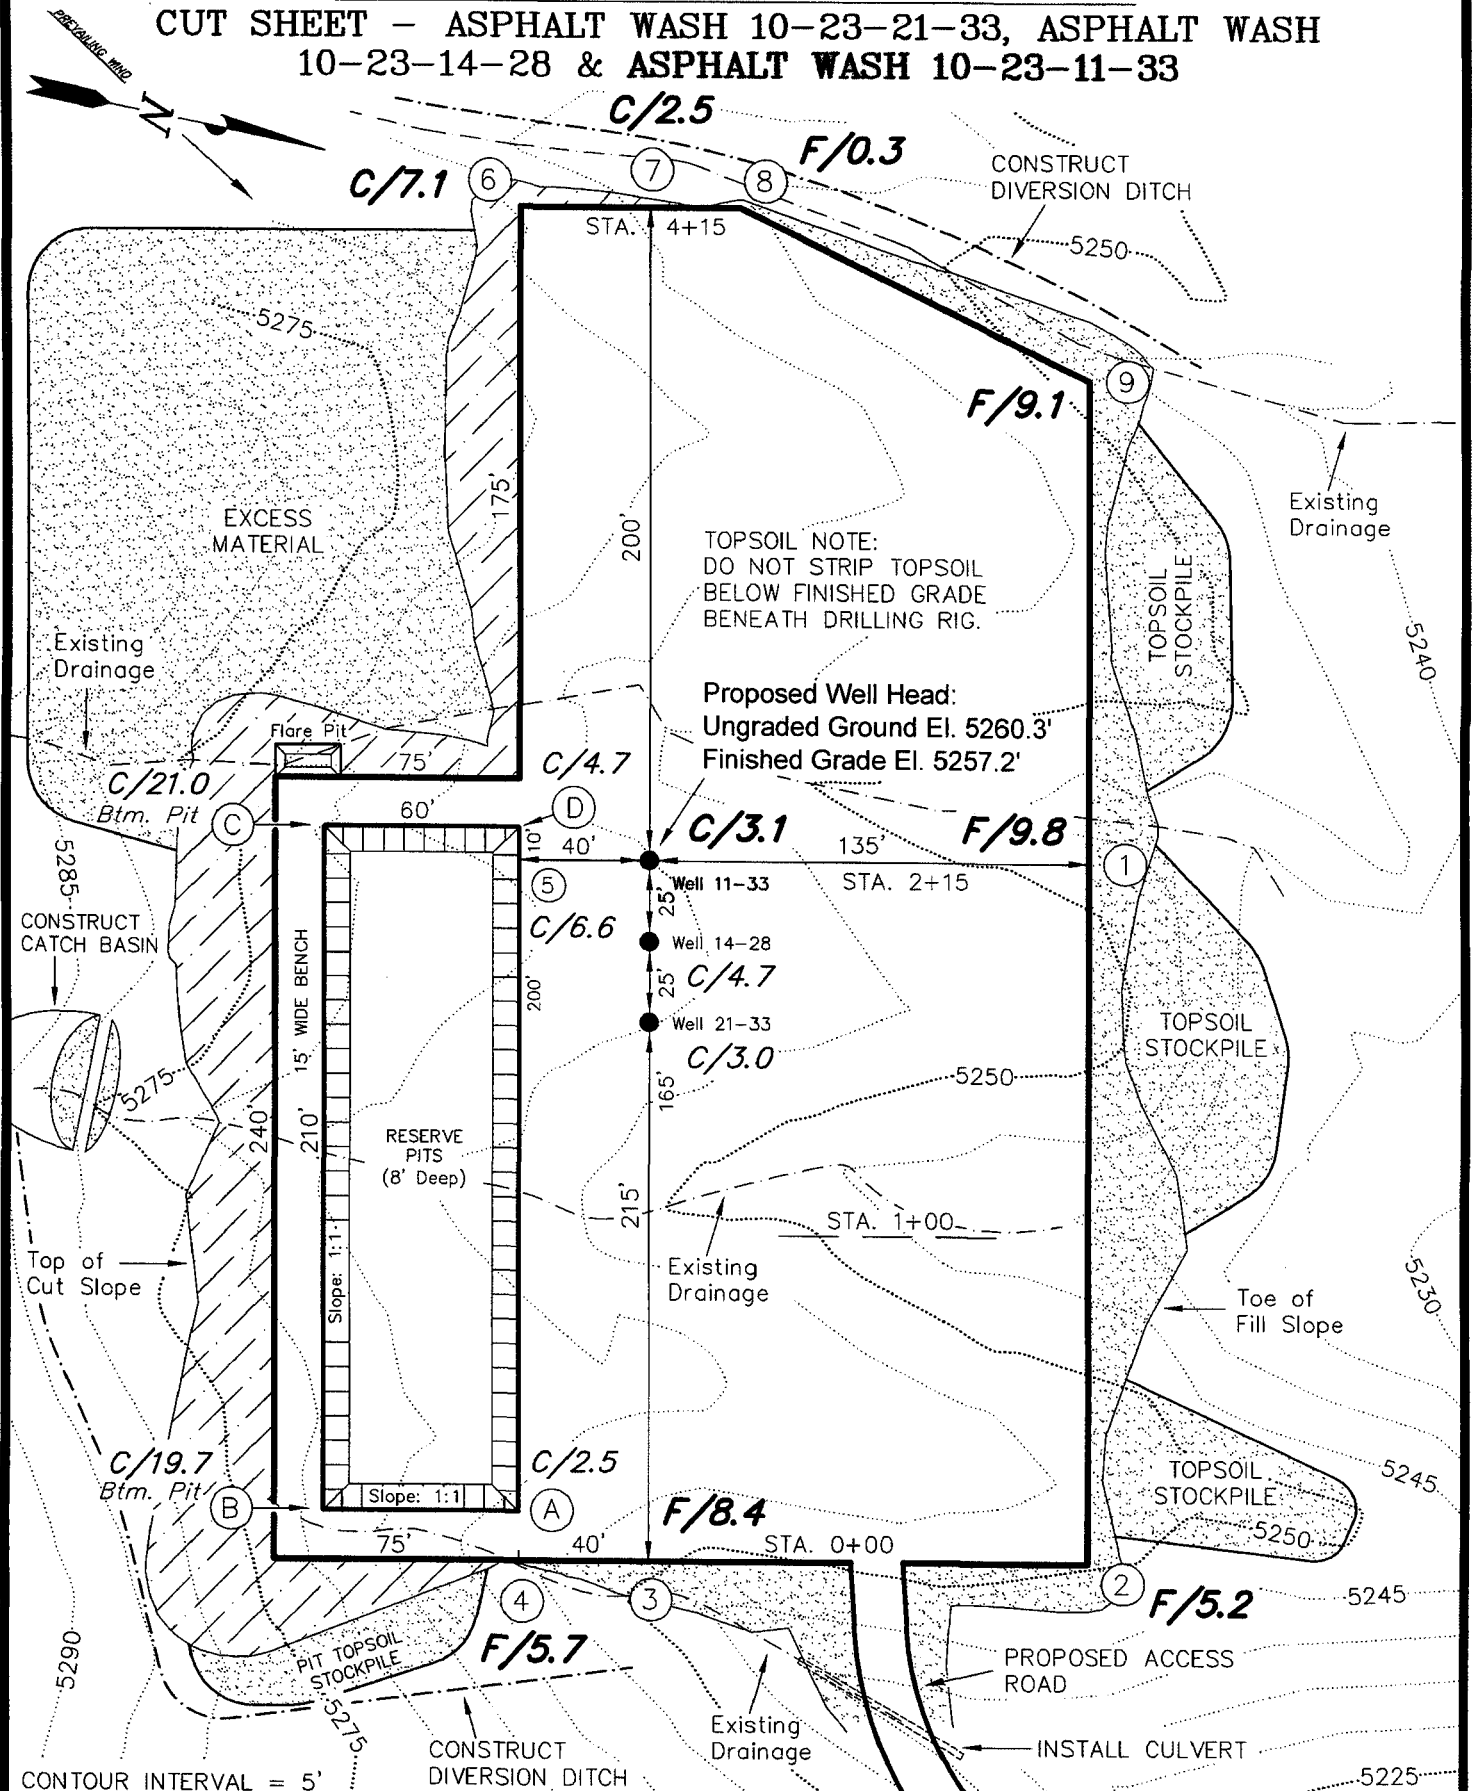 CUT SHEET – ASPHALT WASH 10–23–21–33, ASPHALT WASH
10–23–14–28 & ASPHALT WASH 10–23–11–33
PREVAILING WIND
N
C/2.5
F/0.3
C/7.1
6
7
8
CONSTRUCT
DIVERSION DITCH
STA. 4+15
5250
5275
9
F/9.1
175'
200'
EXCESS
MATERIAL
Existing
Drainage
TOPSOIL NOTE:
DO NOT STRIP TOPSOIL
BELOW FINISHED GRADE
BENEATH DRILLING RIG.
TOPSOIL
STOCKPILE
5240
Existing
Drainage
Proposed Well Head:
Ungraded Ground El. 5260.3'
Finished Grade El. 5257.2'
Flare Pit
75'
C/4.7
C/21.0
Btm. Pit
C
60'
D
10'
40'
C/3.1
135'
F/9.8
5
Well 11–33
STA. 2+15
1
5285
C/6.6
25'
Well 14–28
C/4.7
CONSTRUCT
CATCH BASIN
15' WIDE BENCH
200'
25'
Well 21–33
C/3.0
TOPSOIL
STOCKPILE
5275
5250
165'
240'
210'
RESERVE
PITS
(8' Deep)
215'
STA. 1+00
Top of
Cut Slope
Slope: 1:1
Existing
Drainage
5230
Toe of
Fill Slope
C/19.7
Btm. Pit
C/2.5
TOPSOIL
STOCKPILE
5245
B
Slope: 1:1
A
F/8.4
5250
75'
40'
STA. 0+00
4
3
2
F/5.2
5245
F/5.7
PIT TOPSOIL
STOCKPILE
5290
PROPOSED ACCESS
ROAD
5275
Existing
Drainage
CONSTRUCT
DIVERSION DITCH
INSTALL CULVERT
CONTOUR INTERVAL = 5'
5225